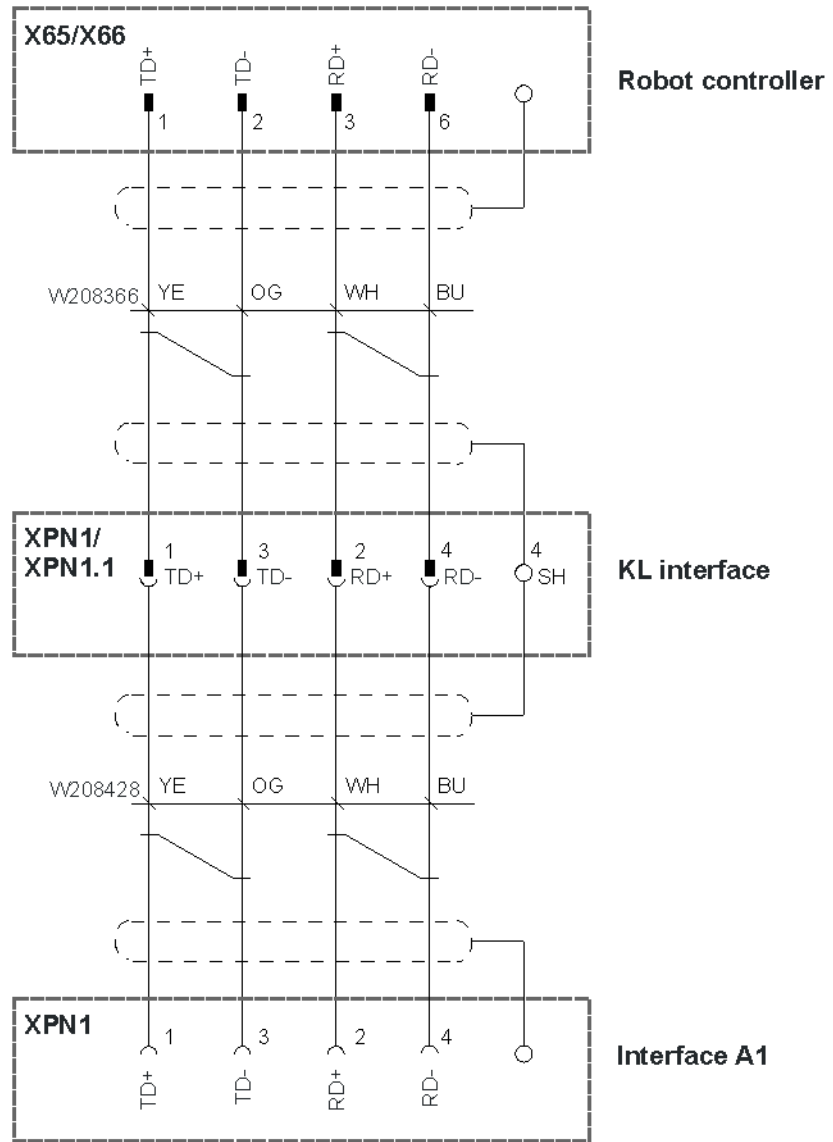 X65/X66
TD+ TD- RD+ RD-
1 2 3 6
Robot controller
W208366 YE OG WH BU
XPN1/
XPN1.1
1 3 2 4 4
TD+ TD- RD+ RD- SH
KL interface
W208428 YE OG WH BU
XPN1
1 3 2 4
TD+ TD- RD+ RD-
Interface A1